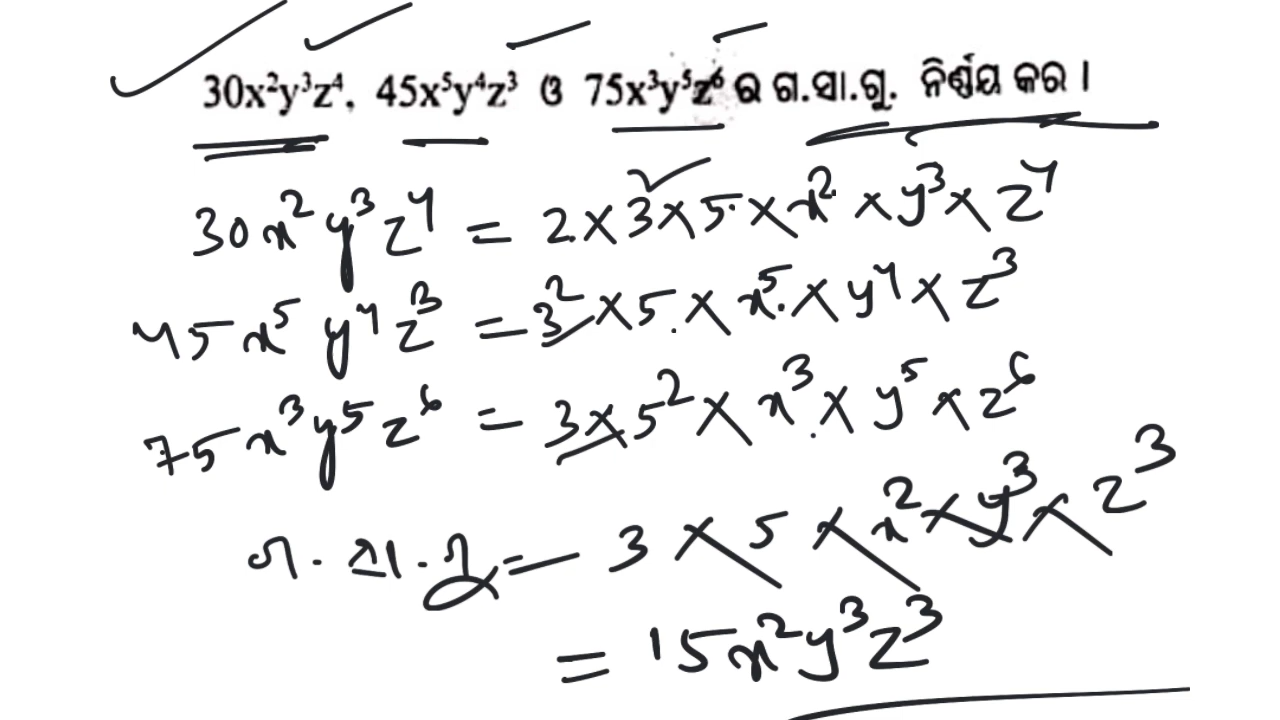 30x²y³z⁴, 45x⁵y⁴z³ ଓ 75x³y⁵z⁶ ର ଗ.ସା.ଗୁ. ନିର୍ଣ୍ଣୟ କର ।
30x²y³z⁴ = 2×3×5×x²×y³×z⁴
45x⁵y⁴z³ = 3²×5×x⁵×y⁴×z³
75x³y⁵z⁶ = 3×5²×x³×y⁵×z⁶
ଗ.ସା.ଗୁ = 3×5×x²×y³×z³
= 15x²y³z³